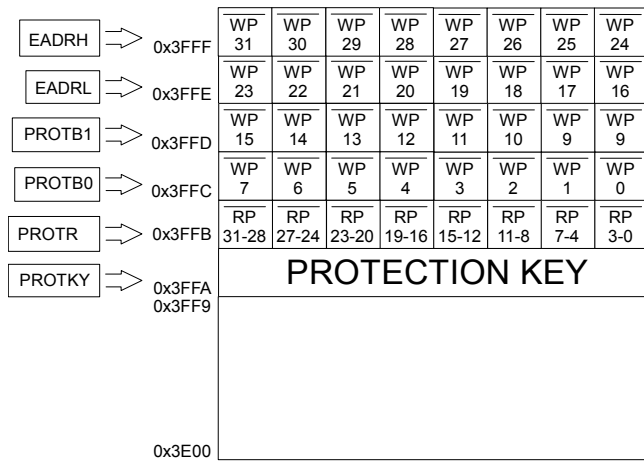 EADRH 0x3FFF WP 31 WP 30 WP 29 WP 28 WP 27 WP 26 WP 25 WP 24
EADRL 0x3FFE WP 23 WP 22 WP 21 WP 20 WP 19 WP 18 WP 17 WP 16
PROTB1 0x3FFD WP 15 WP 14 WP 13 WP 12 WP 11 WP 10 WP 9 WP 9
PROTB0 0x3FFC WP 7 WP 6 WP 5 WP 4 WP 3 WP 2 WP 1 WP 0
PROTR 0x3FFB RP 31-28 RP 27-24 RP 23-20 RP 19-16 RP 15-12 RP 11-8 RP 7-4 RP 3-0
PROTKY 0x3FFA PROTECTION KEY
0x3FF9
0x3E00